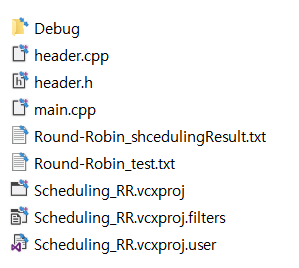 Debug
header.cpp
header.h
main.cpp
Round-Robin_shcedulingResult.txt
Round-Robin_test.txt
Scheduling_RR.vcxproj
Scheduling_RR.vcxproj.filters
Scheduling_RR.vcxproj.user